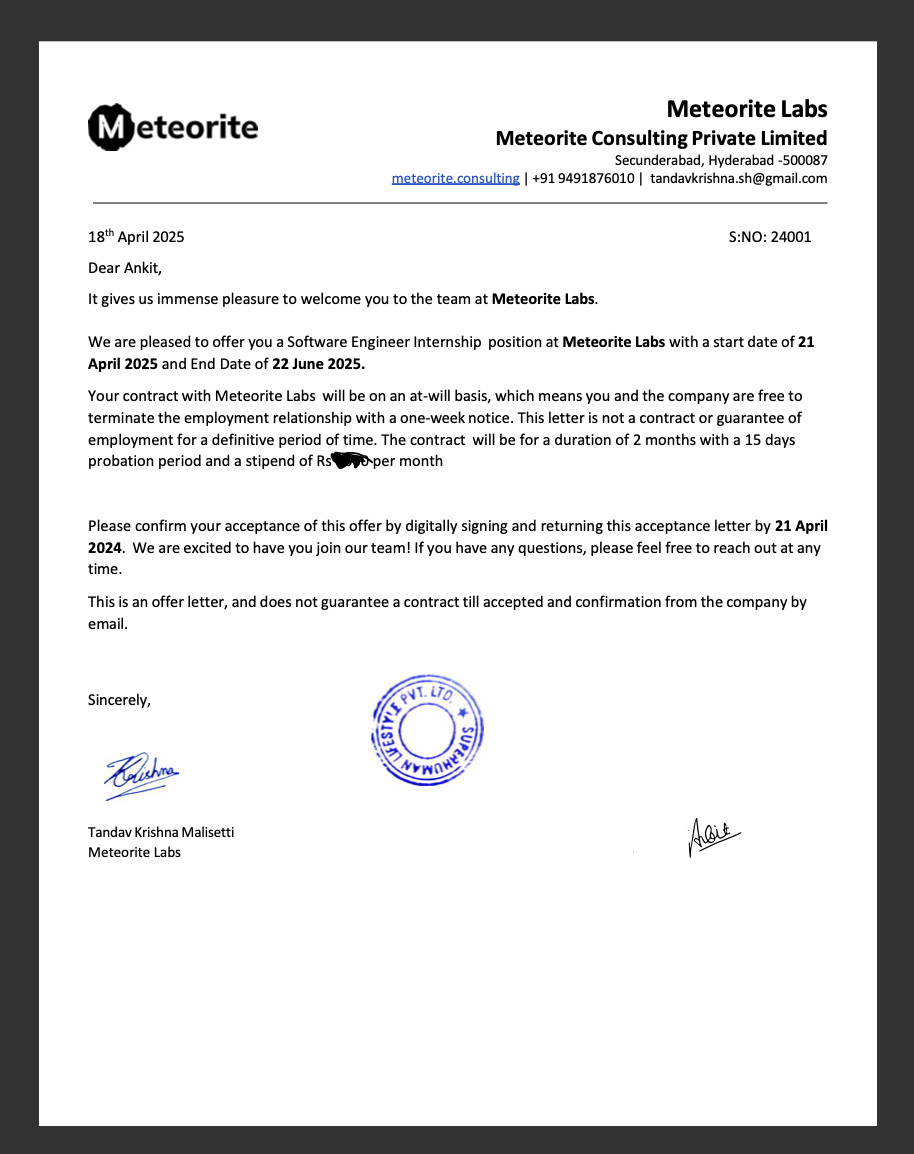 Meteorite
Meteorite Labs
Meteorite Consulting Private Limited
Secunderabad, Hyderabad -500087
meteorite.consulting | +91 9491876010 | tandavkrishna.sh@gmail.com
18th April 2025 S:NO: 24001
Dear Ankit,
It gives us immense pleasure to welcome you to the team at Meteorite Labs.
We are pleased to offer you a Software Engineer Internship position at Meteorite Labs with a start date of 21
April 2025 and End Date of 22 June 2025.
Your contract with Meteorite Labs will be on an at-will basis, which means you and the company are free to
terminate the employment relationship with a one-week notice. This letter is not a contract or guarantee of
employment for a definitive period of time. The contract will be for a duration of 2 months with a 15 days
probation period and a stipend of Rs per month
Please confirm your acceptance of this offer by digitally signing and returning this acceptance letter by 21 April
2024. We are excited to have you join our team! If you have any questions, please feel free to reach out at any
time.
This is an offer letter, and does not guarantee a contract till accepted and confirmation from the company by
email.
Sincerely,
SUPERHUMAN LIFESTYLE PVT. LTD. ★
Krishna
Tandav Krishna Malisetti
Meteorite Labs
Ankit